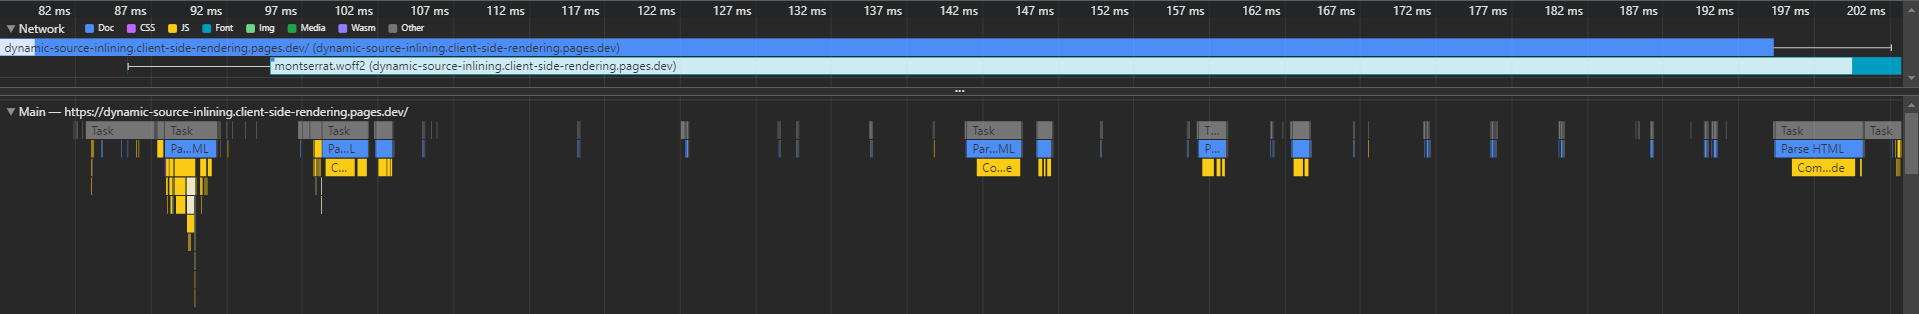 82 ms 87 ms 92 ms 97 ms 102 ms 107 ms 112 ms 117 ms 122 ms 127 ms 132 ms 137 ms 142 ms 147 ms 152 ms 157 ms 162 ms 167 ms 172 ms 177 ms 182 ms 187 ms 192 ms 197 ms 202 ms
Network Doc CSS JS Font Img Media Wasm Other
dynamic-source-inlining.client-side-rendering.pages.dev/ (dynamic-source-inlining.client-side-rendering.pages.dev)
montserrat.woff2 (dynamic-source-inlining.client-side-rendering.pages.dev)
...
Main — https://dynamic-source-inlining.client-side-rendering.pages.dev/
Task Task Task Task T... Task Task
Pa...ML Pa...L Par...ML P... Parse HTML
C... Co...e Com...de